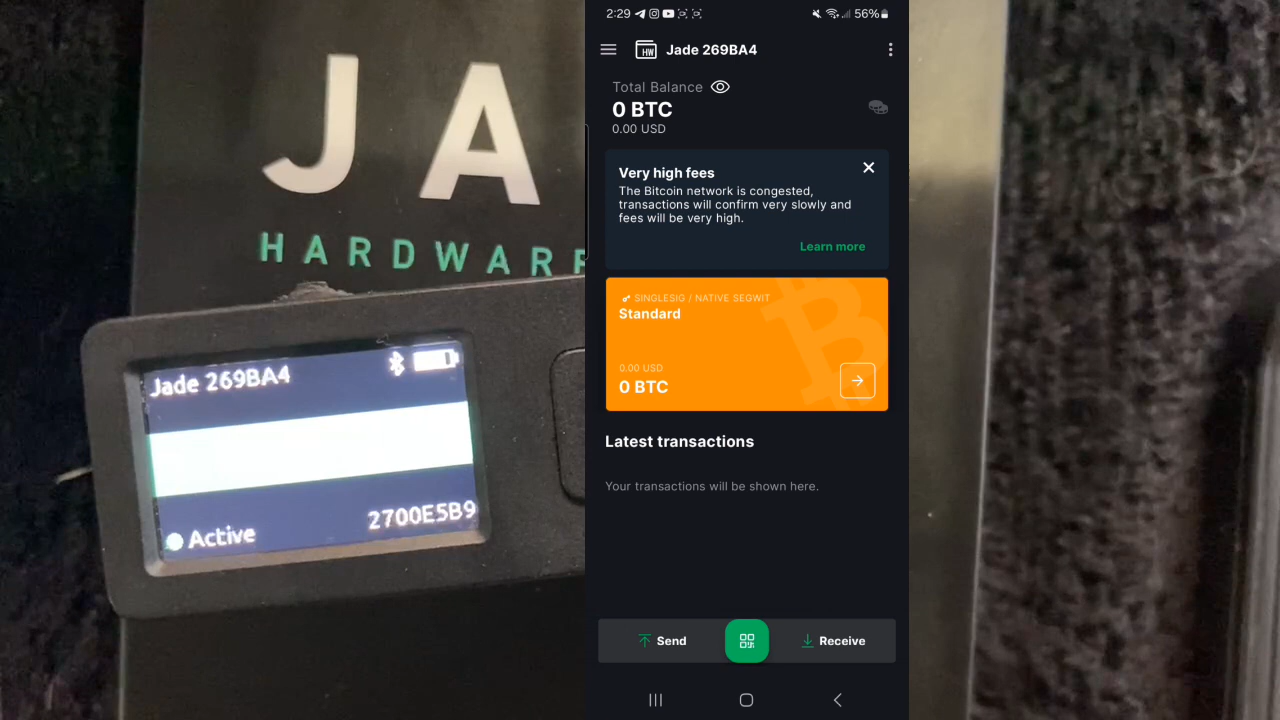 JA
HARDWAR
Jade 269BA4
Active
2700E5B9
2:29
56%
HW
Jade 269BA4
Total Balance
0 BTC
0.00 USD
Very high fees
The Bitcoin network is congested,
transactions will confirm very slowly and
fees will be very high.
Learn more
SINGLESIG / NATIVE SEGWIT
Standard
0.00 USD
0 BTC
Latest transactions
Your transactions will be shown here.
Send
Receive